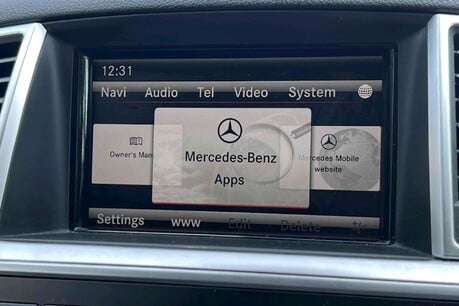 12:31
Navi Audio Tel Video System
Owner's Man
Mercedes-Benz
Apps
Mercedes Mobile
website
Settings www Edit Delete